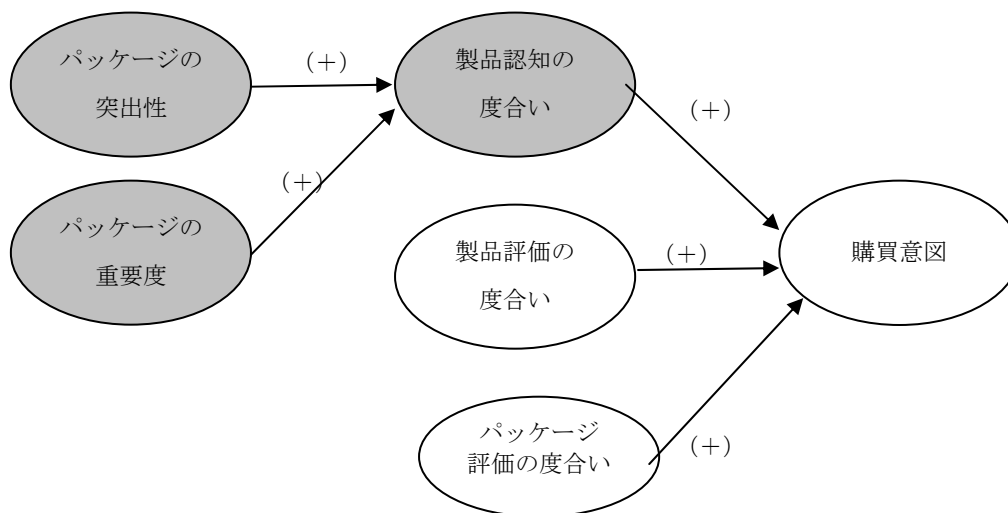 パッケージの
突出性
(+)
製品認知の
度合い
(+)
パッケージの
重要度
(+)
製品評価の
度合い
(+)
購買意図
パッケージ
評価の度合い
(+)